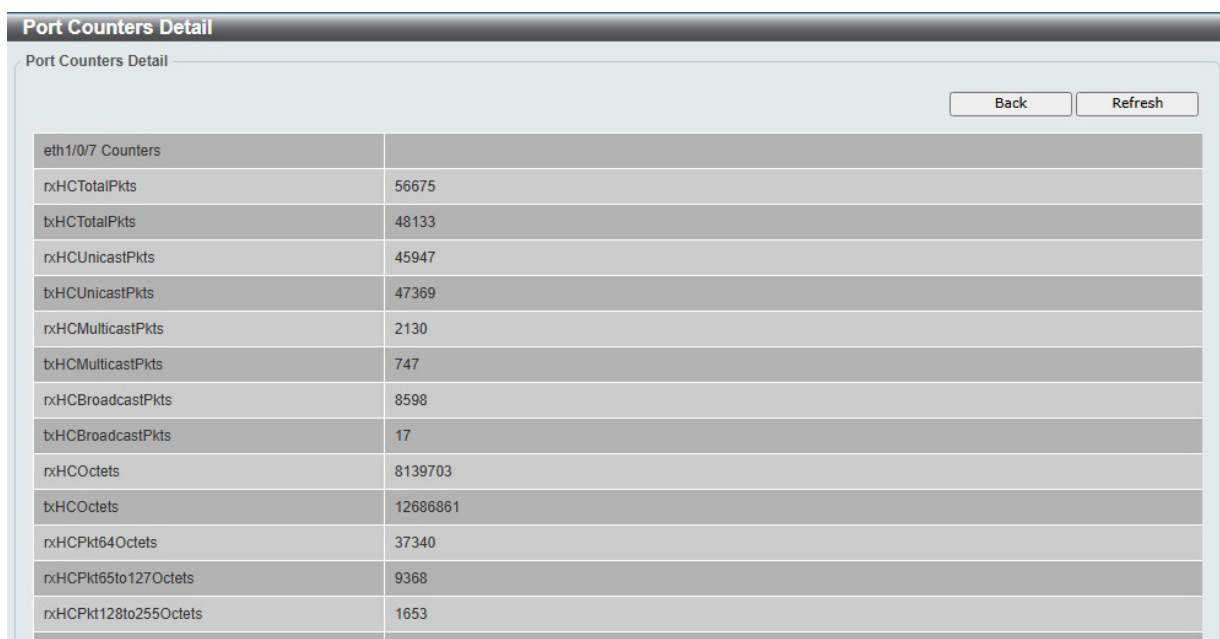 Port Counters Detail
Port Counters Detail
Back Refresh
eth1/0/7 Counters
rxHCTotalPkts 56675
txHCTotalPkts 48133
rxHCUnicastPkts 45947
txHCUnicastPkts 47369
rxHCMulticastPkts 2130
txHCMulticastPkts 747
rxHCBroadcastPkts 8598
txHCBroadcastPkts 17
rxHCOctets 8139703
txHCOctets 12686861
rxHCPkt64Octets 37340
rxHCPkt65to127Octets 9368
rxHCPkt128to255Octets 1653